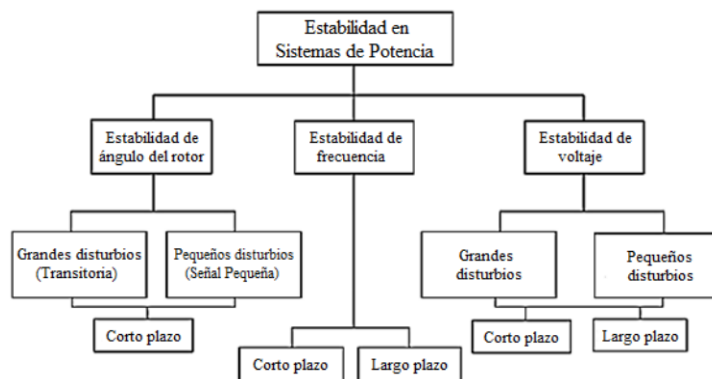 Estabilidad en
Sistemas de Potencia
Estabilidad de
ángulo del rotor
Estabilidad de
frecuencia
Estabilidad de
voltaje
Grandes disturbios
(Transitoria)
Pequeños disturbios
(Señal Pequeña)
Grandes
disturbios
Pequeños
disturbios
Corto plazo
Corto plazo
Largo plazo
Corto plazo
Largo plazo